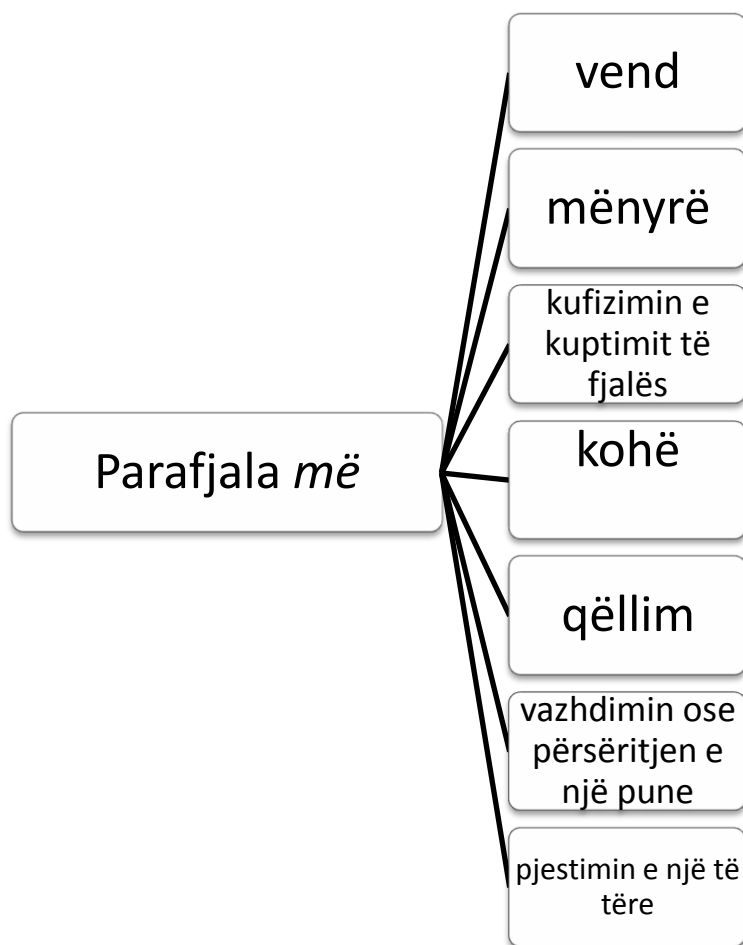 Parafjala më
vend
mënyrë
kufizimin e
kuptimit të
fjalës
kohë
qëllim
vazhdimin ose
përsëritjen e
një pune
pjestimin e një të
tëre